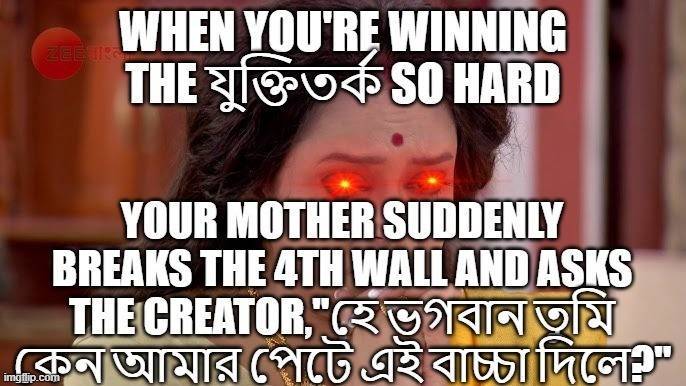 ZEEবাংলা
WHEN YOU'RE WINNING
THE যুক্তিতর্ক SO HARD
YOUR MOTHER SUDDENLY
BREAKS THE 4TH WALL AND ASKS
THE CREATOR,"হে ভগবান তুমি
কেন আমার পেটে এই বাচ্চা দিলে?"
imgflip.com